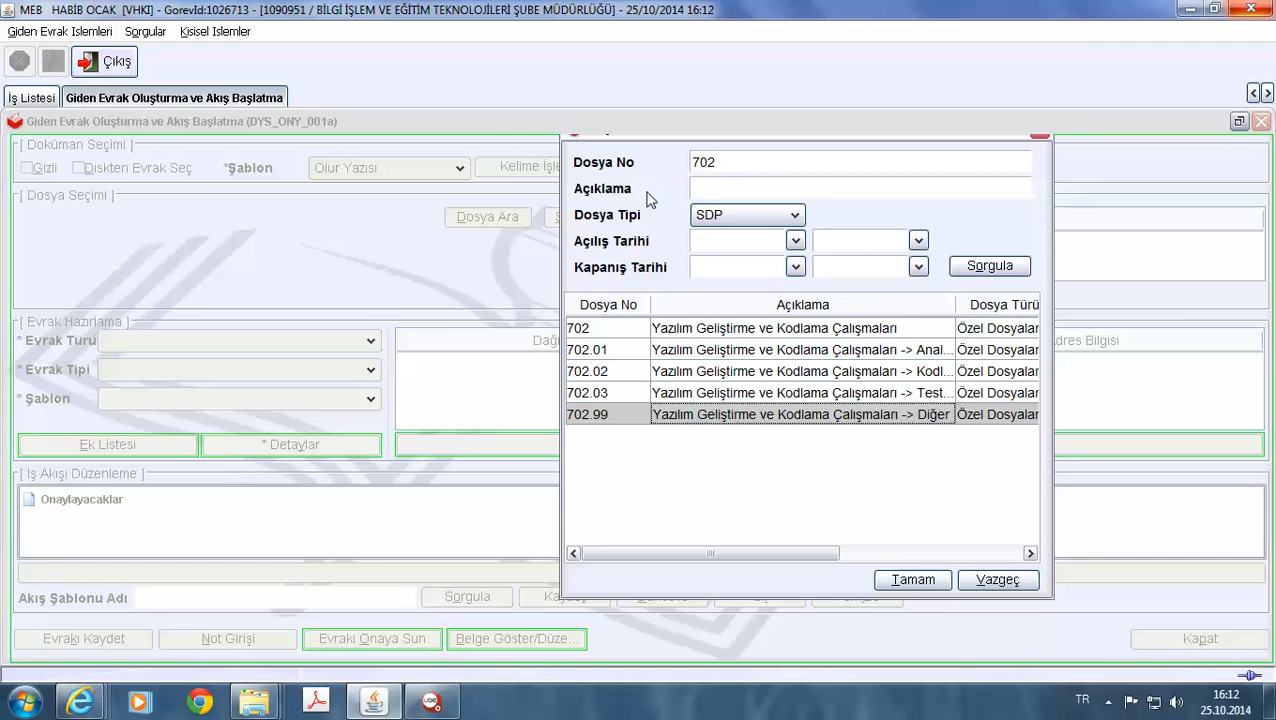 MEB HABİB OCAK [VHKI] - GorevId:1026713 - [1090951 / BİLGİ İŞLEM VE EĞİTİM TEKNOLOJİLERİ ŞUBE MÜDÜRLÜĞÜ] - 25/10/2014 16:12
Giden Evrak Islemleri Sorgular Kisisel Islemler
Çıkış
İş Listesi Giden Evrak Oluşturma ve Akış Başlatma
Giden Evrak Oluşturma ve Akış Başlatma (DYS_ONY_001a)
[ Doküman Seçimi ]
Gizli Diskten Evrak Seç *Şablon Olur Yazısı Kelime İşle
[ Dosya Seçimi ]
Dosya Ara
Dosya No 702
Açıklama
Dosya Tipi SDP
Açılış Tarihi
Kapanış Tarihi Sorgula
Dosya No Açıklama Dosya Türü
702 Yazılım Geliştirme ve Kodlama Çalışmaları Özel Dosyalar
702.01 Yazılım Geliştirme ve Kodlama Çalışmaları -> Anal... Özel Dosyalar
702.02 Yazılım Geliştirme ve Kodlama Çalışmaları -> Kodl... Özel Dosyalar
702.03 Yazılım Geliştirme ve Kodlama Çalışmaları -> Test... Özel Dosyalar
702.99 Yazılım Geliştirme ve Kodlama Çalışmaları -> Diğer Özel Dosyalar
Tamam Vazgeç
[ Evrak Hazırlama ]
* Evrak Turu Dağ dres Bilgisi
* Evrak Tipi
* Şablon
Ek Listesi * Detaylar
[ Iş Akışı Düzenleme ]
Onaylayacaklar
Akış Şablonu Adı Sorgula
Evrakı Kaydet Not Girişi Evrakı Onaya Sun Belge Göster/Düze... Kapat
TR 16:12
25.10.2014